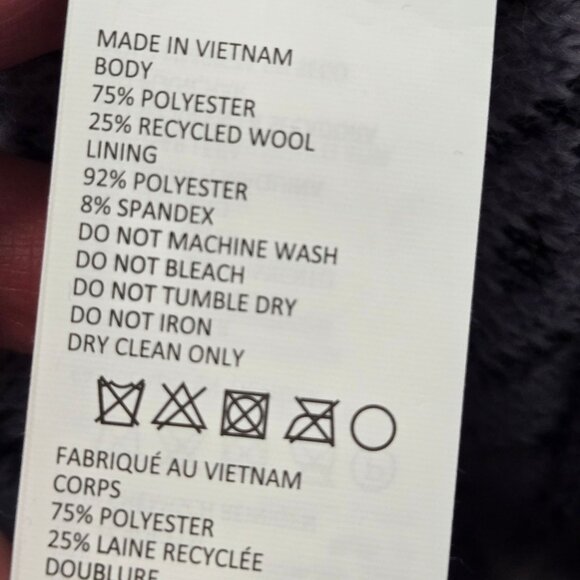 MADE IN VIETNAM
BODY
75% POLYESTER
25% RECYCLED WOOL
LINING
92% POLYESTER
8% SPANDEX
DO NOT MACHINE WASH
DO NOT BLEACH
DO NOT TUMBLE DRY
DO NOT IRON
DRY CLEAN ONLY
FABRIQUÉ AU VIETNAM
CORPS
75% POLYESTER
25% LAINE RECYCLÉE
DOUBLURE